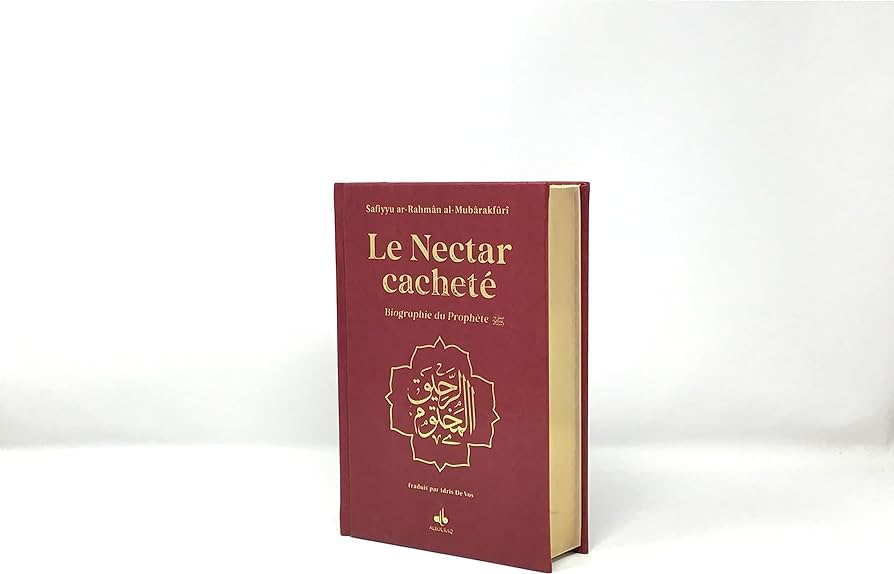 Safiyyu ar-Rahmân al-Mubârakfûrî
Le Nectar
cacheté
Biographie du Prophète ﷺ
الرحيق
المختوم
Traduit par Idris De Vos
ALBOURAQ